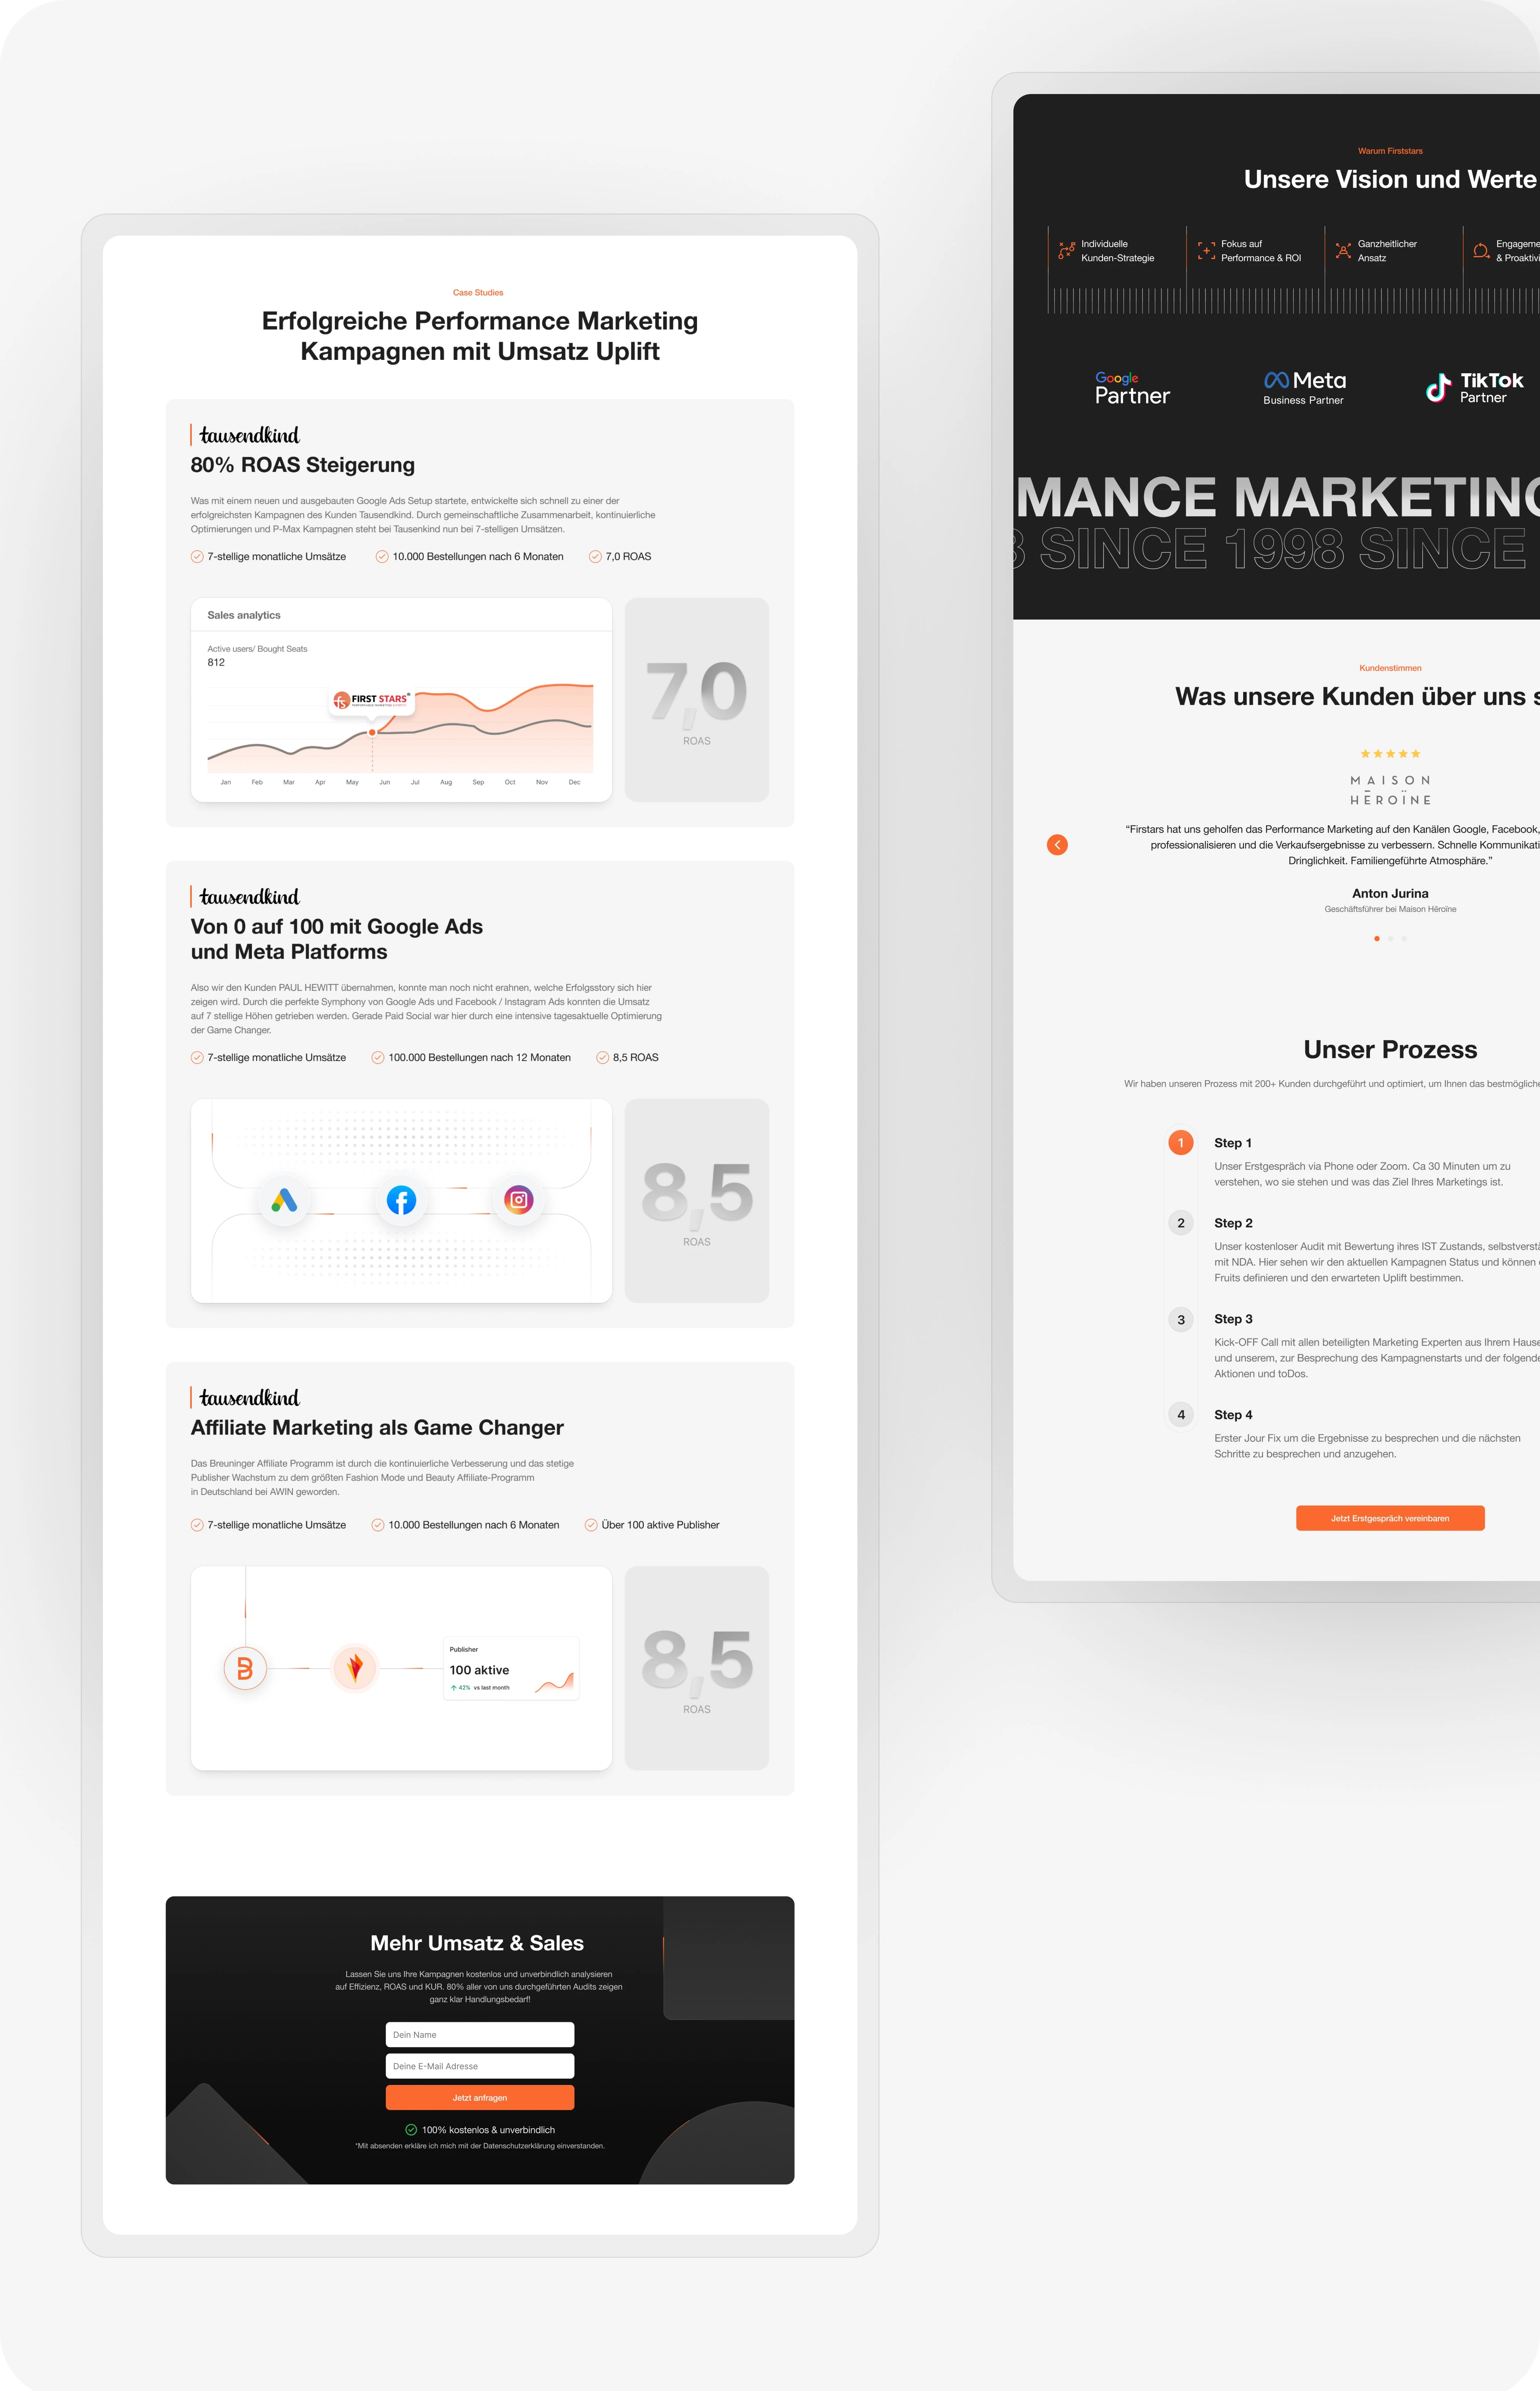 Case Studies
Erfolgreiche Performance Marketing
Kampagnen mit Umsatz Uplift
tausendkind
80% ROAS Steigerung
Was mit einem neuen und ausgebauten Google Ads Setup startete, entwickelte sich schnell zu einer der
erfolgreichsten Kampagnen des Kunden Tausendkind. Durch gemeinschaftliche Zusammenarbeit, kontinuierliche
Optimierungen und P-Max Kampagnen steht bei Tausenkind nun bei 7-stelligen Umsätzen.
7-stellige monatliche Umsätze 10.000 Bestellungen nach 6 Monaten 7,0 ROAS
Sales analytics
Active users/ Bought Seats
812
fs FIRST STARS
PERFORMANCE MARKETING EXPERTS
Jan Feb Mar Apr May Jun Jul Aug Sep Oct Nov Dec
7,0
ROAS
tausendkind
Von 0 auf 100 mit Google Ads
und Meta Platforms
Also wir den Kunden PAUL HEWITT übernahmen, konnte man noch nicht erahnen, welche Erfolgsstory sich hier
zeigen wird. Durch die perfekte Symphony von Google Ads und Facebook / Instagram Ads konnten die Umsatz
auf 7 stellige Höhen getrieben werden. Gerade Paid Social war hier durch eine intensive tagesaktuelle Optimierung
der Game Changer.
7-stellige monatliche Umsätze 100.000 Bestellungen nach 12 Monaten 8,5 ROAS
8,5
ROAS
tausendkind
Affiliate Marketing als Game Changer
Das Breuninger Affiliate Programm ist durch die kontinuierliche Verbesserung und das stetige
Publisher Wachstum zu dem größten Fashion Mode und Beauty Affiliate-Programm
in Deutschland bei AWIN geworden.
7-stellige monatliche Umsätze 10.000 Bestellungen nach 6 Monaten Über 100 aktive Publisher
B
Publisher
100 aktive
42% vs last month
8,5
ROAS
Mehr Umsatz & Sales
Lassen Sie uns Ihre Kampagnen kostenlos und unverbindlich analysieren
auf Effizienz, ROAS und KUR. 80% aller von uns durchgeführten Audits zeigen
ganz klar Handlungsbedarf!
Dein Name
Deine E-Mail Adresse
Jetzt anfragen
100% kostenlos & unverbindlich
*Mit absenden erkläre ich mich mit der Datenschutzerklärung einverstanden.
Warum Firststars
Unsere Vision und Werte
Individuelle
Kunden-Strategie
Fokus auf
Performance & ROI
Ganzheitlicher
Ansatz
Engageme
& Proaktivi
Google
Partner
Meta
Business Partner
TikTok
Partner
MANCE MARKETING
8 SINCE 1998 SINCE
Kundenstimmen
Was unsere Kunden über uns s
MAISON
HĒROÏNE
“Firstars hat uns geholfen das Performance Marketing auf den Kanälen Google, Facebook,
professionalisieren und die Verkaufsergebnisse zu verbessern. Schnelle Kommunikati
Dringlichkeit. Familiengeführte Atmosphäre.”
Anton Jurina
Geschäftsführer bei Maison Hēroïne
Unser Prozess
Wir haben unseren Prozess mit 200+ Kunden durchgeführt und optimiert, um Ihnen das bestmögliche
1
Step 1
Unser Erstgespräch via Phone oder Zoom. Ca 30 Minuten um zu
verstehen, wo sie stehen und was das Ziel Ihres Marketings ist.
2
Step 2
Unser kostenloser Audit mit Bewertung ihres IST Zustands, selbstverstä
mit NDA. Hier sehen wir den aktuellen Kampagnen Status und können
Fruits definieren und den erwarteten Uplift bestimmen.
3
Step 3
Kick-OFF Call mit allen beteiligten Marketing Experten aus Ihrem Hause
und unserem, zur Besprechung des Kampagnenstarts und der folgende
Aktionen und toDos.
4
Step 4
Erster Jour Fix um die Ergebnisse zu besprechen und die nächsten
Schritte zu besprechen und anzugehen.
Jetzt Erstgespräch vereinbaren